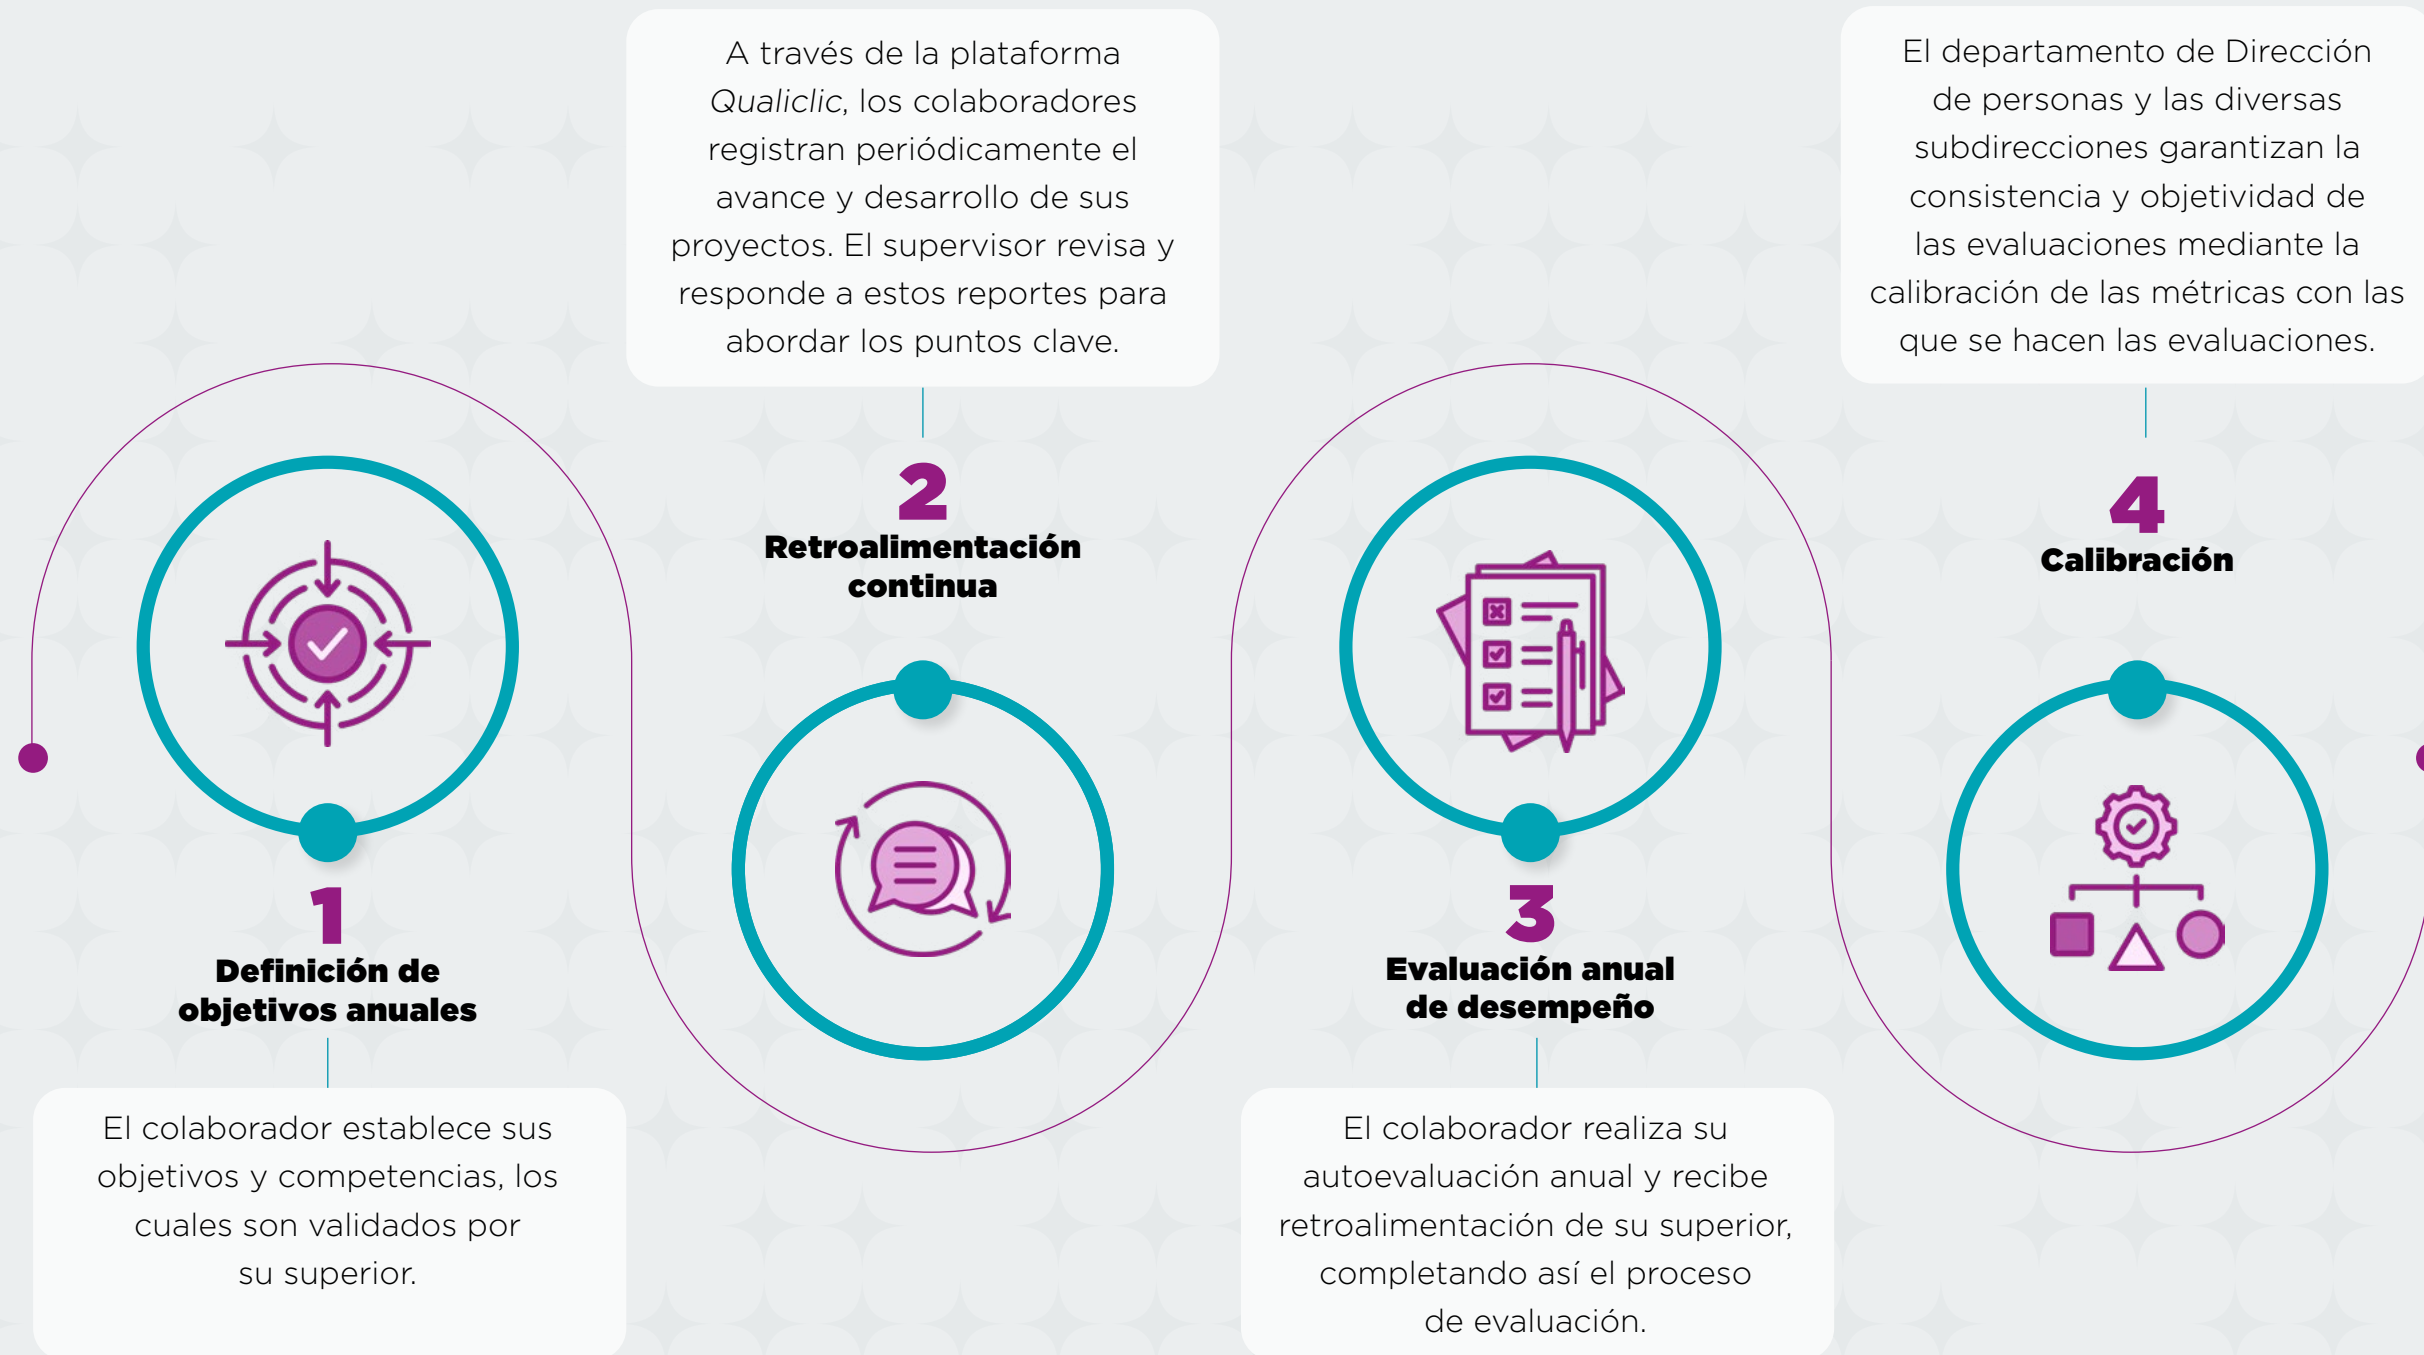 1
Definición de
objetivos anuales
El colaborador establece sus
objetivos y competencias, los
cuales son validados por
su superior.
A través de la plataforma
Qualiclic, los colaboradores
registran periódicamente el
avance y desarrollo de sus
proyectos. El supervisor revisa y
responde a estos reportes para
abordar los puntos clave.
2
Retroalimentación
continua
3
Evaluación anual
de desempeño
El colaborador realiza su
autoevaluación anual y recibe
retroalimentación de su superior,
completando así el proceso
de evaluación.
El departamento de Dirección
de personas y las diversas
subdirecciones garantizan la
consistencia y objetividad de
las evaluaciones mediante la
calibración de las métricas con las
que se hacen las evaluaciones.
4
Calibración